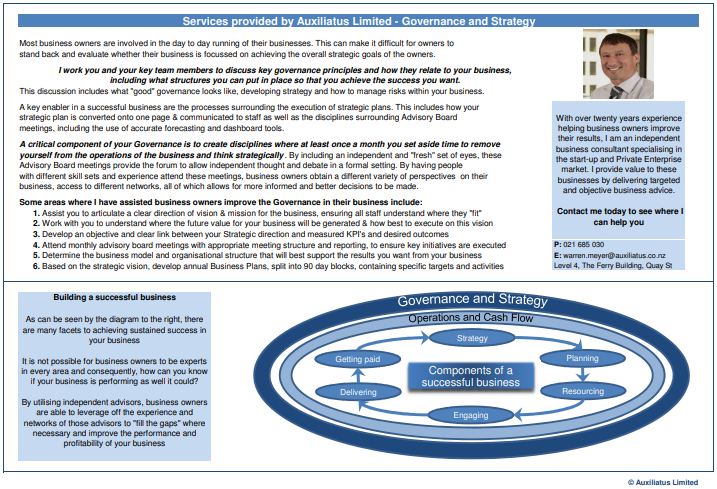 Services provided by Auxiliatus Limited - Governance and Strategy
Most business owners are involved in the day to day running of their businesses. This can make it difficult for owners to
stand back and evaluate whether their business is focussed on achieving the overall strategic goals of the owners.
I work you and your key team members to discuss key governance principles and how they relate to your business,
including what structures you can put in place so that you achieve the success you want.
This discussion includes what "good" governance looks like, developing strategy and how to manage risks within your business.
A key enabler in a successful business are the processes surrounding the execution of strategic plans. This includes how your
strategic plan is converted onto one page & communicated to staff as well as the disciplines surrounding Advisory Board
meetings, including the use of accurate forecasting and dashboard tools.
A critical component of your Governance is to create disciplines where at least once a month you set aside time to remove
yourself from the operations of the business and think strategically. By including an independent and "fresh" set of eyes, these
Advisory Board meetings provide the forum to allow independent thought and debate in a formal setting. By having people
with different skill sets and experience attend these meetings, business owners obtain a different variety of perspectives on their
business, access to different networks, all of which allows for more informed and better decisions to be made.
Some areas where I have assisted business owners improve the Governance in their business include:
1. Assist you to articulate a clear direction of vision & mission for the business, ensuring all staff understand where they "fit"
2. Work with you to understand where the future value for your business will be generated & how best to execute on this vision
3. Develop an objective and clear link between your Strategic direction and measured KPI's and desired outcomes
4. Attend monthly advisory board meetings with appropriate meeting structure and reporting, to ensure key initiatives are executed
5. Determine the business model and organisational structure that will best support the results you want from your business
6. Based on the strategic vision, develop annual Business Plans, split into 90 day blocks, containing specific targets and activities
With over twenty years experience
helping business owners improve
their results, I am an independent
business consultant specialising in
the start-up and Private Enterprise
market. I provide value to these
businesses by delivering targeted
and objective business advice.
Contact me today to see where I
can help you
P: 021 685 030
E: warren.meyer@auxiliatus.co.nz
Level 4, The Ferry Building, Quay St
Building a successful business
As can be seen by the diagram to the right, there
are many facets to achieving sustained success in
your business
It is not possible for business owners to be experts
in every area and consequently, how can you know
if your business is performing as well it could?
By utilising independent advisors, business owners
are able to leverage off the experience and
networks of those advisors to "fill the gaps" where
necessary and improve the performance and
profitability of your business
Governance and Strategy
Operations and Cash Flow
Strategy
Getting paid
Planning
Components of a
successful business
Delivering
Resourcing
Engaging
© Auxiliatus Limited